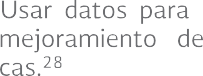 Usar datos para
mejoramiento de
cas.²⁸